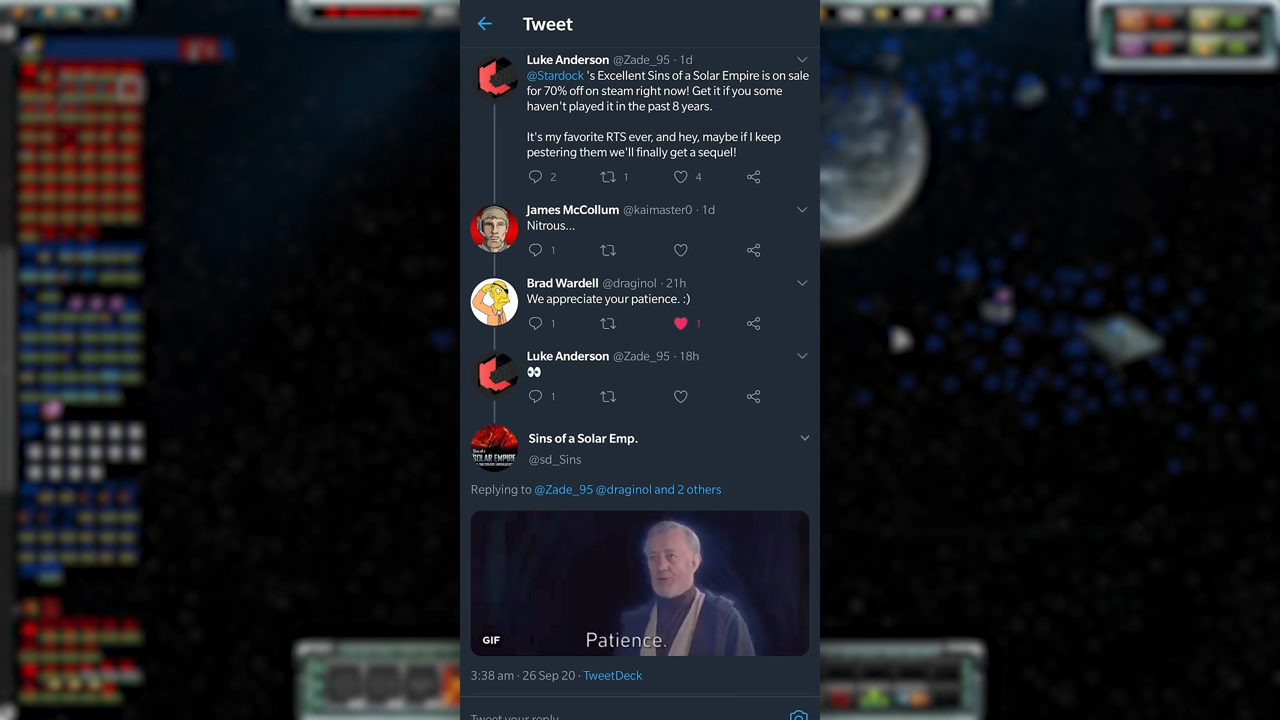 Tweet
Luke Anderson @Zade_95 · 1d
@Stardock 's Excellent Sins of a Solar Empire is on sale
for 70% off on steam right now! Get it if you some
haven't played it in the past 8 years.
It's my favorite RTS ever, and hey, maybe if I keep
pestering them we'll finally get a sequel!
2 1 4
James McCollum @kaimaster0 · 1d
Nitrous...
1
Brad Wardell @draginol · 21h
We appreciate your patience. :)
1 1
Luke Anderson @Zade_95 · 18h
👀
1
Sins of a Solar Emp.
@sd_Sins
SOLAR EMPIRE
Replying to @Zade_95 @draginol and 2 others
GIF
Patience.
3:38 am · 26 Sep 20 · TweetDeck
Tweet your reply